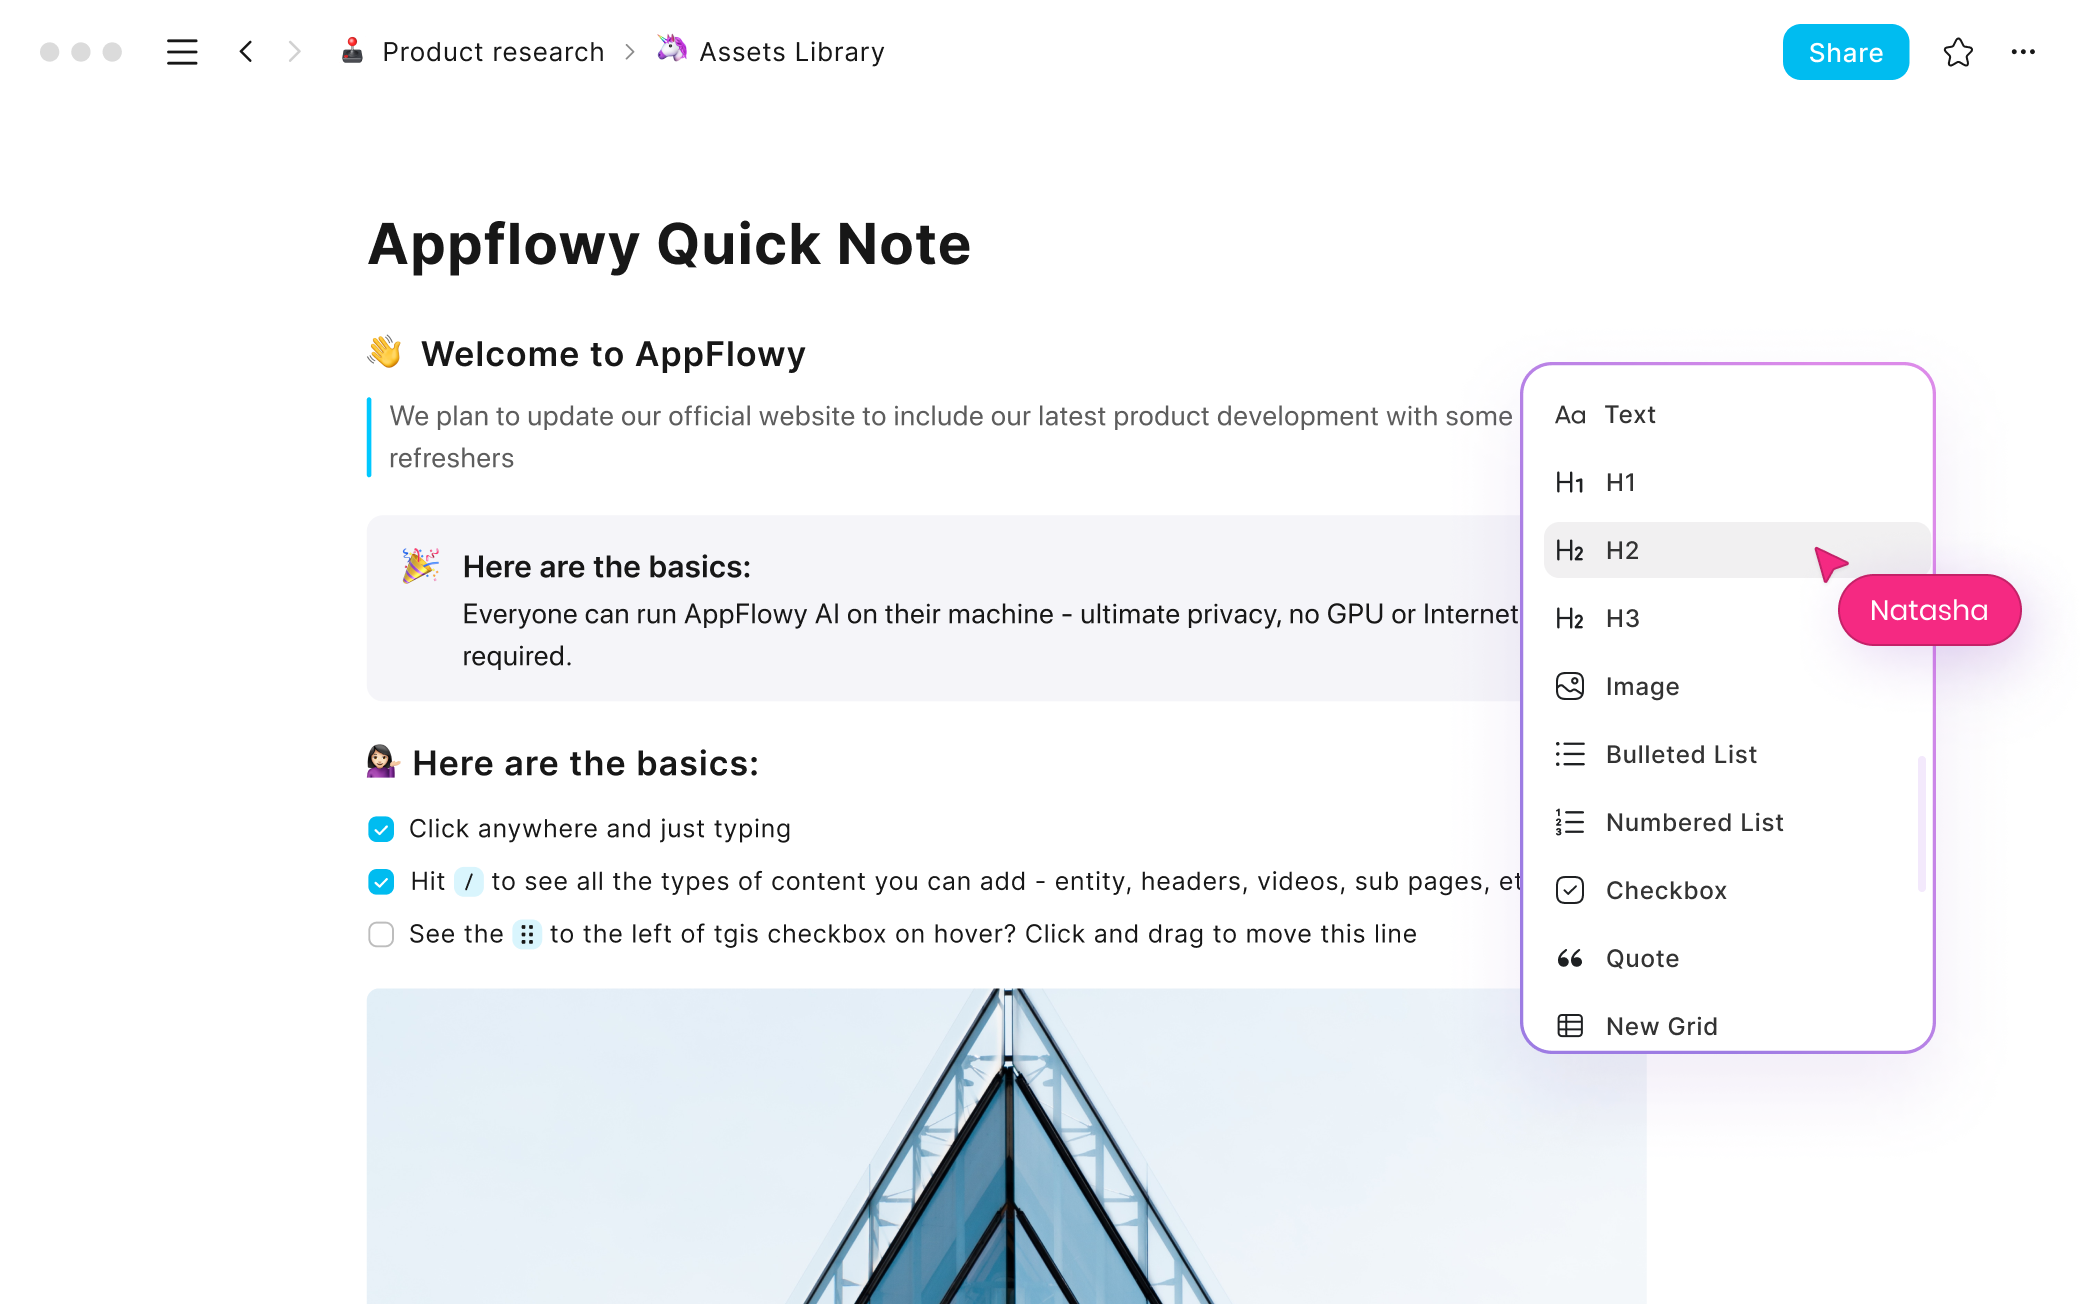 Product research > Assets Library
Share
Appflowy Quick Note
👋 Welcome to AppFlowy
We plan to update our official website to include our latest product development with some
refreshers
🎉 Here are the basics:
Everyone can run AppFlowy AI on their machine - ultimate privacy, no GPU or Internet
required.
💁🏻‍♀️ Here are the basics:
Click anywhere and just typing
Hit / to see all the types of content you can add - entity, headers, videos, sub pages, et
See the ⠿ to the left of tgis checkbox on hover? Click and drag to move this line
Aa Text
H1 H1
H2 H2
Natasha
H2 H3
Image
Bulleted List
Numbered List
Checkbox
Quote
New Grid